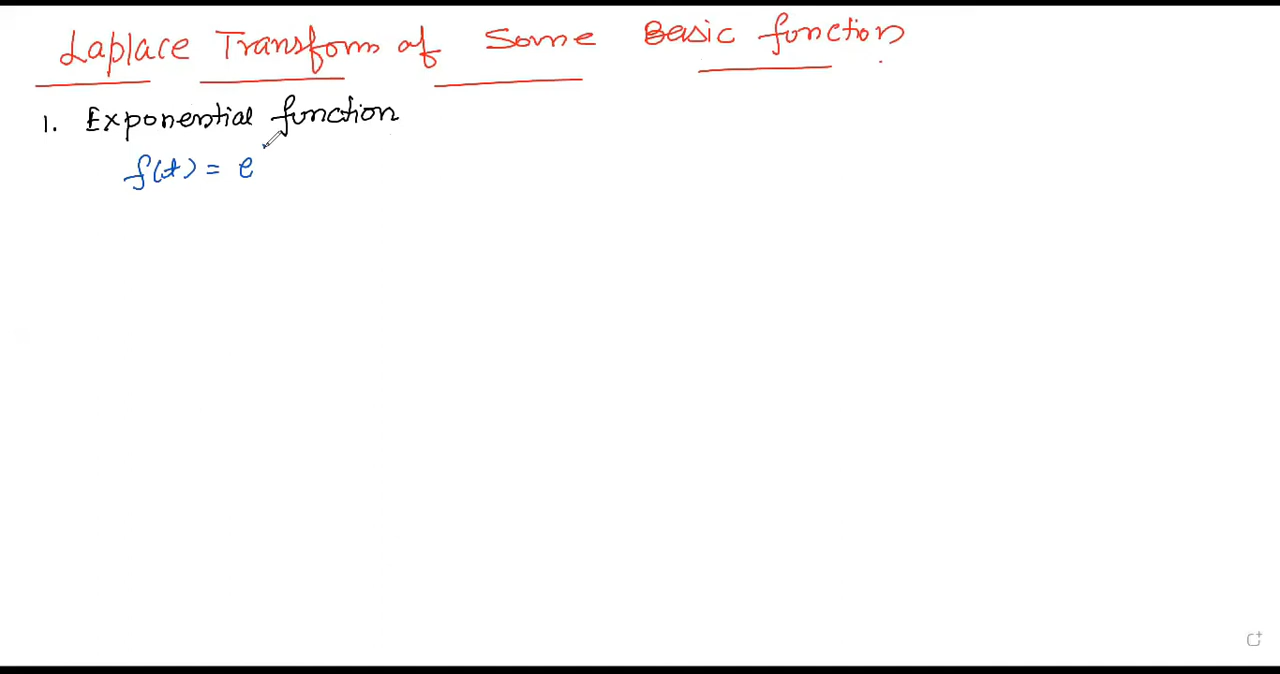 Laplace Transform of Some Basic function
1. Exponential function
f(t) = e